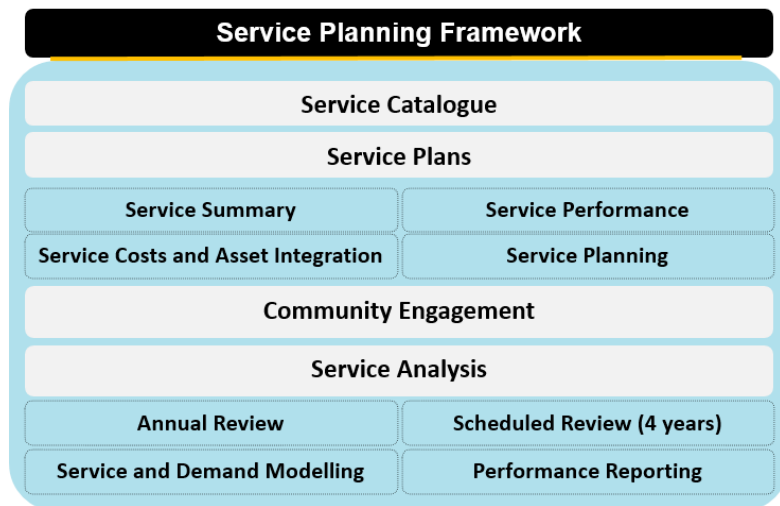 Service Planning Framework
Service Catalogue
Service Plans
Service Summary
Service Performance
Service Costs and Asset Integration
Service Planning
Community Engagement
Service Analysis
Annual Review
Scheduled Review (4 years)
Service and Demand Modelling
Performance Reporting